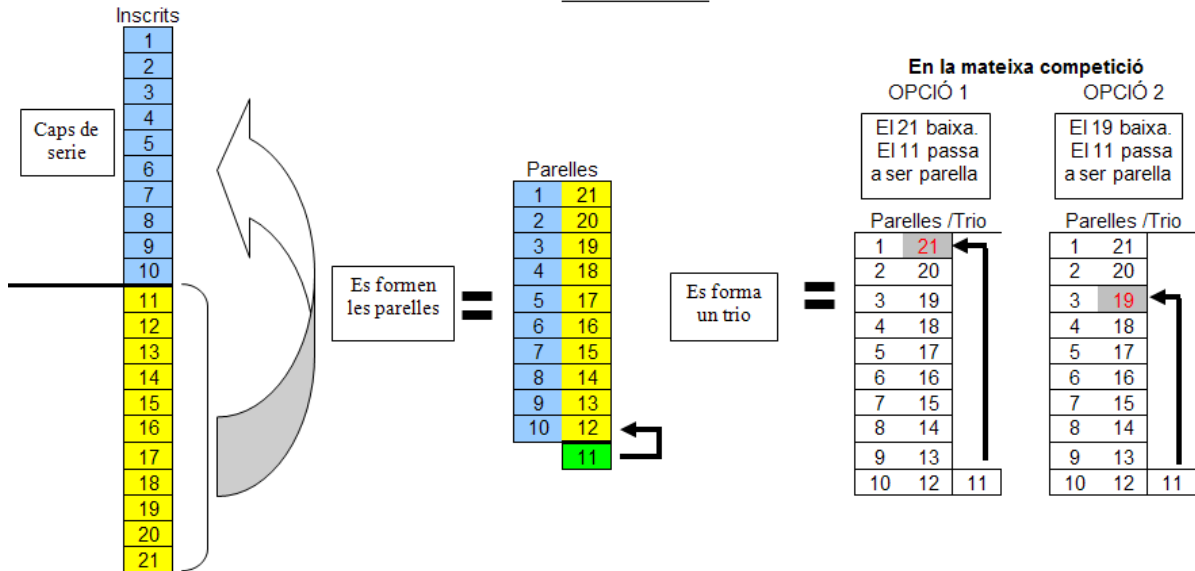 Inscrits
1
2
3
4
5
6
7
8
9
10
11
12
13
14
15
16
17
18
19
20
21
Caps de
serie
Es formen
les parelles
Parelles
1 21
2 20
3 19
4 18
5 17
6 16
7 15
8 14
9 13
10 12
11
Es forma
un trio
En la mateixa competició
OPCIÓ 1
El 21 baixa.
El 11 passa
a ser parella
Parelles /Trio
1 21
2 20
3 19
4 18
5 17
6 16
7 15
8 14
9 13
10 12 11
OPCIÓ 2
El 19 baixa.
El 11 passa
a ser parella
Parelles /Trio
1 21
2 20
3 19
4 18
5 17
6 16
7 15
8 14
9 13
10 12 11